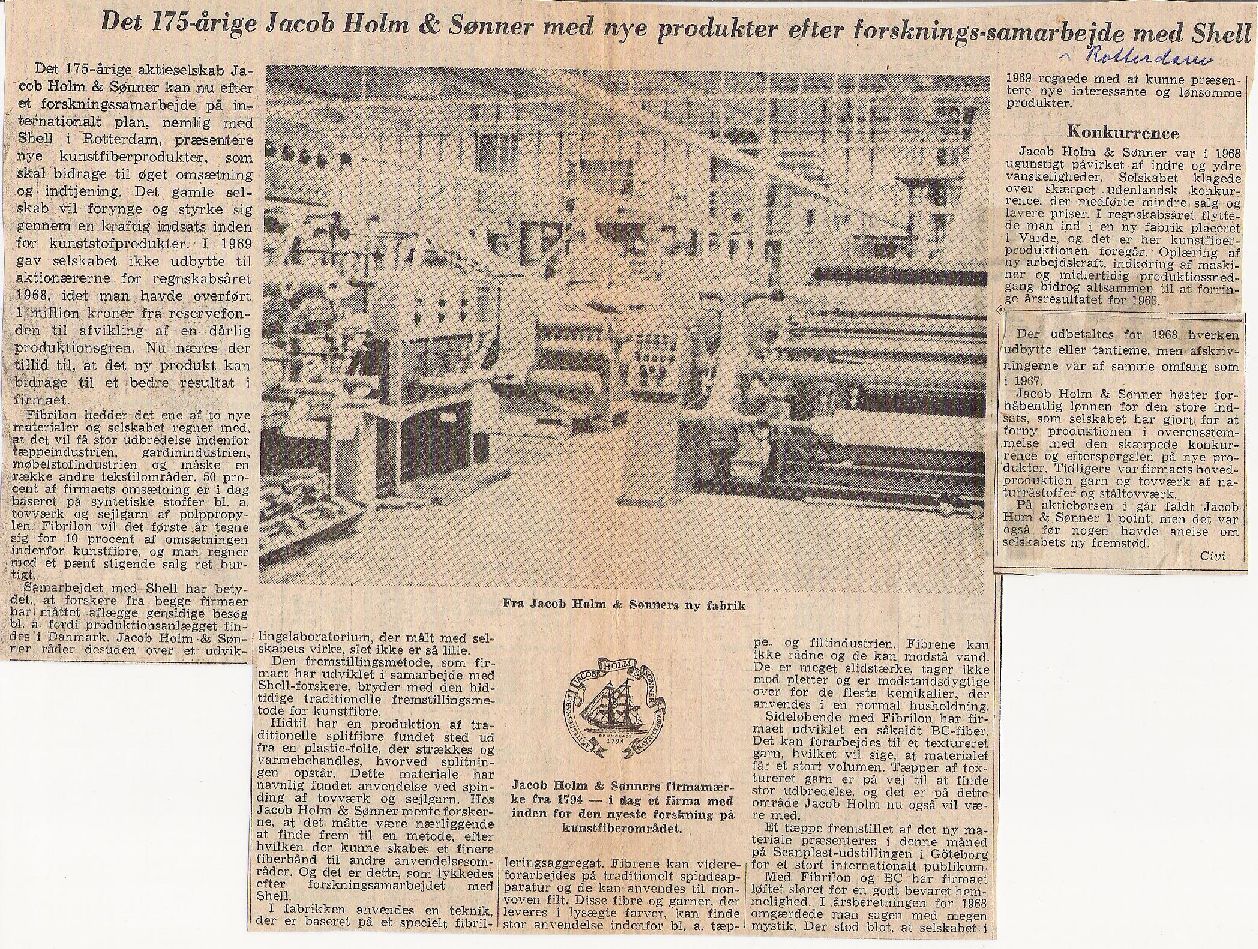 Det 175-årige Jacob Holm & Sønner med nye produkter efter forsknings-samarbejde med Shell
Rotterdam
Det 175-årige aktieselskab Ja-
cob Holm & Sønner kan nu efter
et forskningssamarbejde på in-
ternationalt plan, nemlig med
Shell i Rotterdam, præsentere
nye kunstfiberprodukter, som
skal bidrage til øget omsætning
og indtjening. Det gamle sel-
skab vil forynge og styrke sig
gennem en kraftig indsats inden
for kunststofprodukter. I 1969
gav selskabet ikke udbytte til
aktionærerne for regnskabsåret
1968, idet man havde overført
1 million kroner fra reservefon-
den til afvikling af en dårlig
produktionsgren. Nu næres der
tillid til, at det ny produkt kan
bidrage til et bedre resultat i
firmaet.
Fibrilon hedder det ene af to nye
materialer og selskabet regner med,
at det vil få stor udbredelse indenfor
tæppeindustrien, gardinindustrien,
møbelstofindustrien og måske en
række andre tekstilområder. 50 pro-
cent af firmaets omsætning er i dag
baseret på syntetiske stoffer bl. a.
tovværk og sejlgarn af polppropy-
len. Fibrilon vil det første år tegne
sig for 10 procent af omsætningen
indenfor kunstfibre, og man regner
med et pænt stigende salg ret hur-
tigt.
Samarbejdet med Shell har bety-
det, at forskere fra begge firmaer
har måttet aflægge gensidige besøg
bl. a. fordi produktionsanlægget fin-
des i Danmark. Jacob Holm & Søn-
ner råder desuden over et udvik-
lingslaboratorium, der målt med sel-
skabets virke, slet ikke er så lille.
Den fremstillingsmetode, som fir-
maet har udviklet i samarbejde med
Shell-forskere, bryder med den hid-
tidige traditionelle fremstillingsme-
tode for kunstfibre.
Hidtil har en produktion af tra-
ditionelle splitfibre fundet sted ud
fra en plastic-folie, der strækkes og
varmebehandles, hvorved splitnin-
gen opstår. Dette materiale har
navnlig fundet anvendelse ved spin-
ding af tovværk og sejlgarn. Hos
Jacob Holm & Sønner mente forsker-
ne, at det måtte være nærliggende
at finde frem til en metode, efter
hvilken der kunne skabes et finere
fiberbånd til andre anvendelsesom-
råder. Og det er dette, som lykkedes
efter forskningsamarbejdet med
Shell.
I fabrikken anvendes en teknik,
der er baseret på et specielt fibril-
Fra Jacob Holm & Sønners ny fabrik
JACOB HOLM
SØNNER
1794
Jacob Holm & Sønners firmamær-
ke fra 1794 — i dag et firma med
inden for den nyeste forskning på
kunstfiberområdet.
leringsaggregat. Fibrene kan videre-
forarbejdes på traditionelt spindeap-
paratur og de kan anvendes til non-
woven filt. Disse fibre og garner, der
leveres i lysægte farver, kan finde
stor anvendelse indenfor bl. a. tæp-
pe- og filtindustrien. Fibrene kan
ikke rådne og de kan modstå vand.
De er meget slidstærke, tager ikke
mod pletter og er modstandsdygtige
over for de fleste kemikalier, der
anvendes i en normal husholdning.
Sideløbende med Fibrilon har fir-
maet udviklet en såkaldt BC-fiber.
Det kan forarbejdes til et textureret
garn, hvilket vil sige, at materialet
får et stort volumen. Tæpper af tex-
tureret garn er på vej til at finde
stor udbredelse, og det er på dette
område Jacob Holm nu også vil væ-
re med.
Et tæppe fremstillet af det ny ma-
teriale præsenteres i denne måned
på Scanplast-udstillingen i Göteborg
for et stort internationalt publikum.
Med Fibrilon og BC har firmaet
løftet sløret for en godt bevaret hem-
melighed. I årsberetningen for 1968
omgærdede man sagen med megen
mystik. Der stod blot, at selskabet i
1969 regnede med at kunne præsen-
tere nye interessante og lønsomme
produkter.
Konkurrence
Jacob Holm & Sønner var i 1968
ugunstigt påvirket af indre og ydre
vanskeligheder. Selskabet klagede
over skærpet udenlandsk konkur-
rence, der medførte mindre salg og
lavere priser. I regnskabsåret flytte-
de man ind i en ny fabrik placeret
i Varde, og det er her kunstfiber-
produktionen foregår. Oplæring af
ny arbejdskraft, indkøring af maski-
ner og midlertidig produktionsned-
gang bidrog altsammen til at forrin-
ge årsresultatet for 1968.
Der udbetaltes for 1968 hverken
udbytte eller tantieme, men afskriv-
ningerne var af samme omfang som
i 1967.
Jacob Holm & Sønner høster for-
håbentlig lønnen for den store ind-
sats, som selskabet har gjort for at
forny produktionen i overensstem-
melse med den skærpede konkur-
rence og efterspørgslen på nye pro-
dukter. Tidligere var firmaets hoved-
produktion garn og tovværk af na-
turråstoffer og ståltovværk.
På aktiebørsen i går faldt Jacob
Holm & Sønner 1 point, men det var
også før nogen havde anelse om
selskabets ny fremstød.
Civi